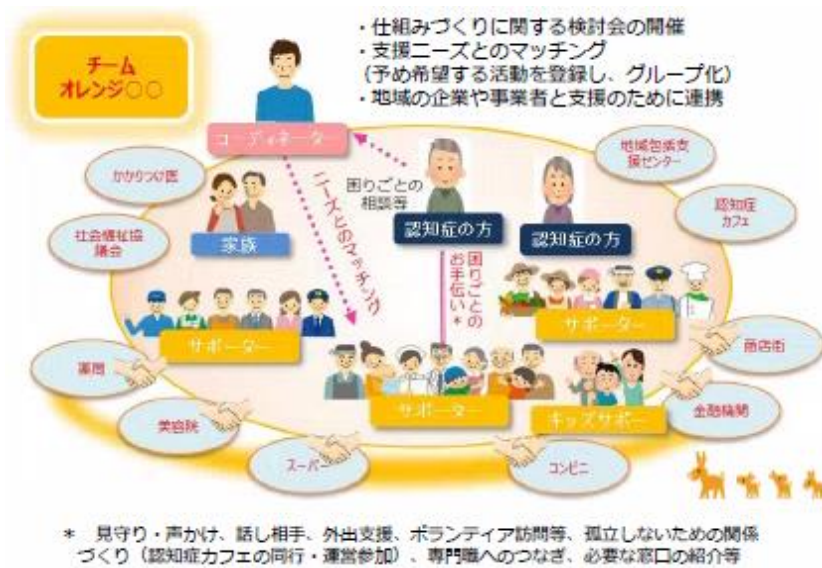 チーム
オレンジ○○
・仕組みづくりに関する検討会の開催
・支援ニーズとのマッチング
（予め希望する活動を登録し、グループ化）
・地域の企業や事業者と支援のために連携
コーディネーター
かかりつけ医
社会福祉協
議会
家族
ニーズとのマッチング
困りごとの
相談等
認知症の方
認知症の方
地域包括支
援センター
認知症
カフェ
困りごとの
お手伝い*
サポーター
サポーター
サポーター
キッズサポー
薬局
美容院
スーパー
コンビニ
金融機関
商店街
* 見守り・声かけ、話し相手、外出支援、ボランティア訪問等、孤立しないための関係
づくり（認知症カフェの同行・運営参加）、専門職へのつなぎ、必要な窓口の紹介等